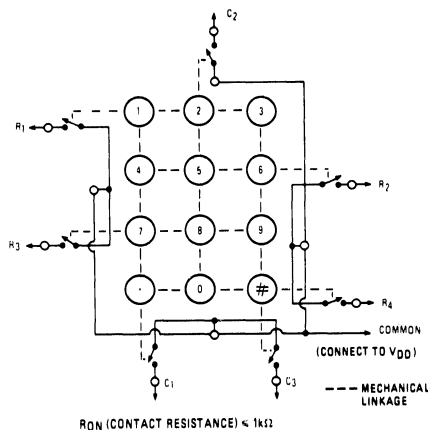 C2
1 2 3
R1
4 5 6
R2
7 8 9
R3
· 0 #
R4
COMMON
(CONNECT TO VDD)
C1 C3
--- MECHANICAL
LINKAGE
RON (CONTACT RESISTANCE) ≤ 1kΩ